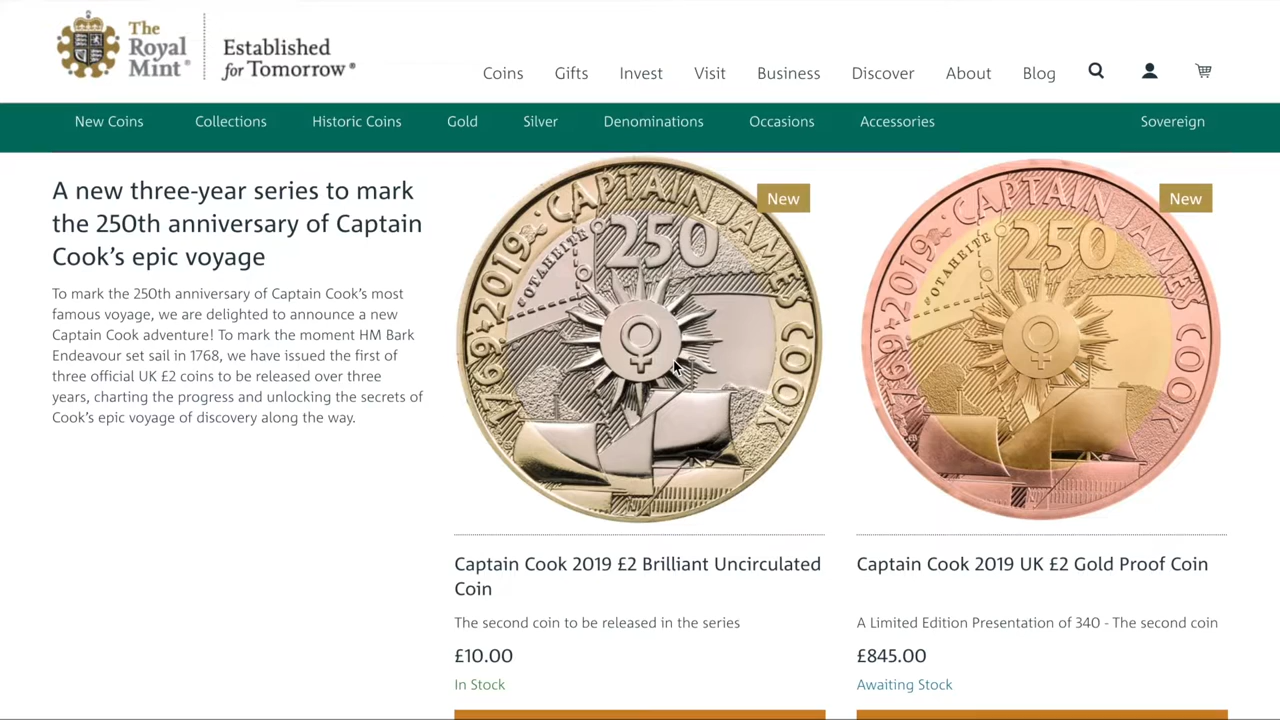 The
Royal
Mint®
Established
for Tomorrow®
Coins Gifts Invest Visit Business Discover About Blog
New Coins Collections Historic Coins Gold Silver Denominations Occasions Accessories Sovereign
A new three-year series to mark
the 250th anniversary of Captain
Cook’s epic voyage
To mark the 250th anniversary of Captain Cook’s most
famous voyage, we are delighted to announce a new
Captain Cook adventure! To mark the moment HM Bark
Endeavour set sail in 1768, we have issued the first of
three official UK £2 coins to be released over three
years, charting the progress and unlocking the secrets of
Cook’s epic voyage of discovery along the way.
New
1769-2019 CAPTAIN JAMES COOK
OTAHEITE
250
Captain Cook 2019 £2 Brilliant Uncirculated
Coin
The second coin to be released in the series
£10.00
In Stock
New
1769-2019 CAPTAIN JAMES COOK
OTAHEITE
250
Captain Cook 2019 UK £2 Gold Proof Coin
A Limited Edition Presentation of 340 - The second coin
£845.00
Awaiting Stock